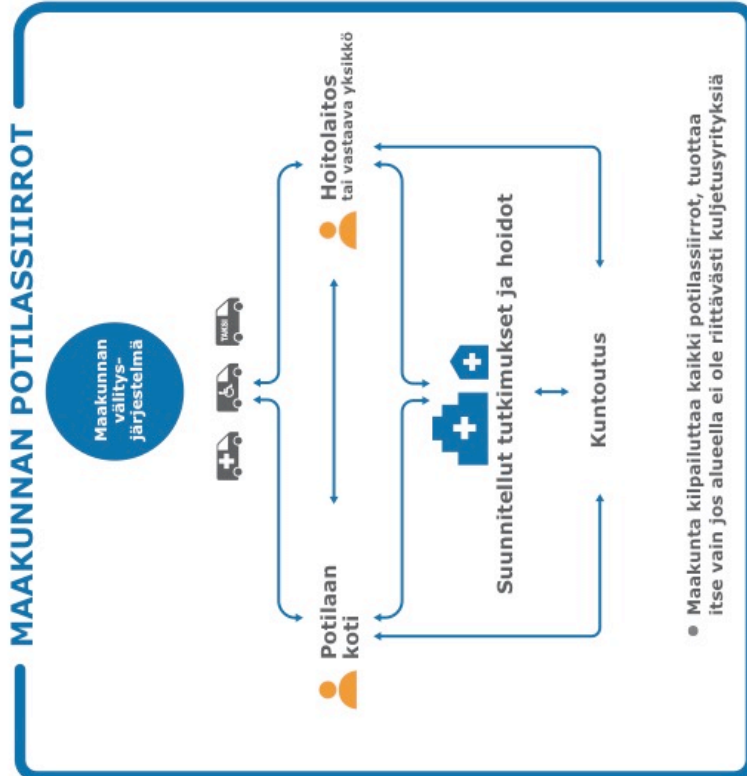 MAAKUNNAN POTILASSIIRROT
Maakunnan
välitys-
järjestelmä
TAKSI
Potilaan
koti
Hoitolaitos
tai vastaava yksikkö
Suunnitellut tutkimukset ja hoidot
Kuntoutus
● Maakunta kilpailuttaa kaikki potilassiirrot, tuottaa
itse vain jos alueella ei ole riittävästi kuljetusyrityksiä